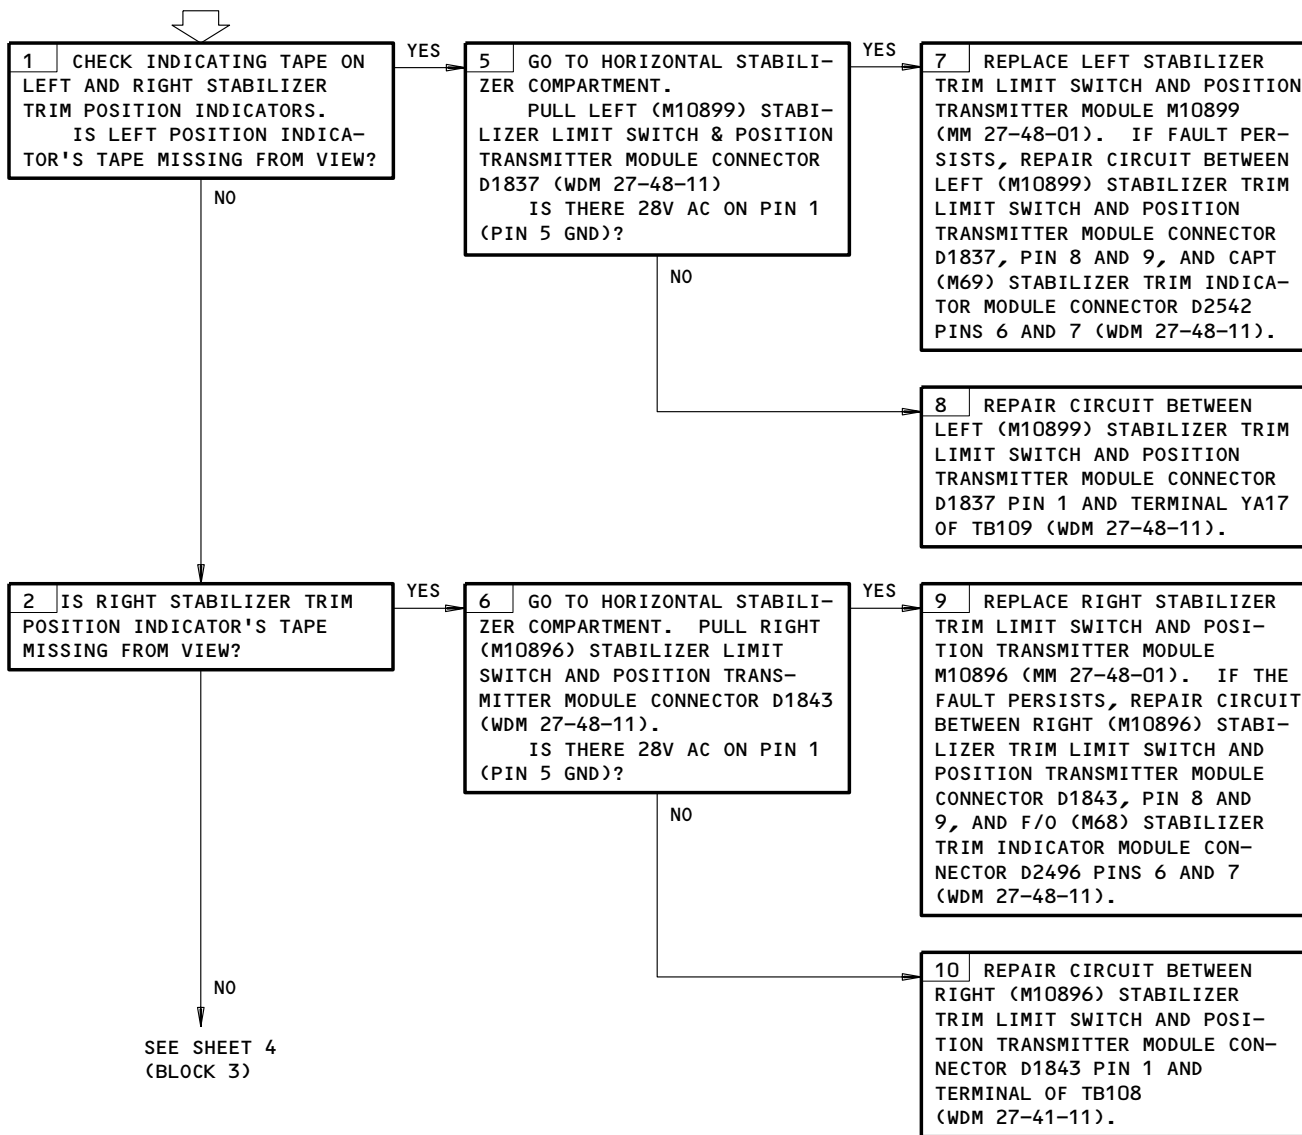 1 CHECK INDICATING TAPE ON
LEFT AND RIGHT STABILIZER
TRIM POSITION INDICATORS.
IS LEFT POSITION INDICA-
TOR'S TAPE MISSING FROM VIEW?
YES
NO
5 GO TO HORIZONTAL STABILI-
ZER COMPARTMENT.
PULL LEFT (M10899) STABI-
LIZER LIMIT SWITCH & POSITION
TRANSMITTER MODULE CONNECTOR
D1837 (WDM 27-48-11)
IS THERE 28V AC ON PIN 1
(PIN 5 GND)?
YES
NO
7 REPLACE LEFT STABILIZER
TRIM LIMIT SWITCH AND POSITION
TRANSMITTER MODULE M10899
(MM 27-48-01). IF FAULT PER-
SISTS, REPAIR CIRCUIT BETWEEN
LEFT (M10899) STABILIZER TRIM
LIMIT SWITCH AND POSITION
TRANSMITTER MODULE CONNECTOR
D1837, PIN 8 AND 9, AND CAPT
(M69) STABILIZER TRIM INDICA-
TOR MODULE CONNECTOR D2542
PINS 6 AND 7 (WDM 27-48-11).
8 REPAIR CIRCUIT BETWEEN
LEFT (M10899) STABILIZER TRIM
LIMIT SWITCH AND POSITION
TRANSMITTER MODULE CONNECTOR
D1837 PIN 1 AND TERMINAL YA17
OF TB109 (WDM 27-48-11).
2 IS RIGHT STABILIZER TRIM
POSITION INDICATOR'S TAPE
MISSING FROM VIEW?
YES
NO
SEE SHEET 4
(BLOCK 3)
6 GO TO HORIZONTAL STABILI-
ZER COMPARTMENT. PULL RIGHT
(M10896) STABILIZER LIMIT
SWITCH AND POSITION TRANS-
MITTER MODULE CONNECTOR D1843
(WDM 27-48-11).
IS THERE 28V AC ON PIN 1
(PIN 5 GND)?
YES
NO
9 REPLACE RIGHT STABILIZER
TRIM LIMIT SWITCH AND POSI-
TION TRANSMITTER MODULE
M10896 (MM 27-48-01). IF THE
FAULT PERSISTS, REPAIR CIRCUIT
BETWEEN RIGHT (M10896) STABI-
LIZER TRIM LIMIT SWITCH AND
POSITION TRANSMITTER MODULE
CONNECTOR D1843, PIN 8 AND
9, AND F/O (M68) STABILIZER
TRIM INDICATOR MODULE CON-
NECTOR D2496 PINS 6 AND 7
(WDM 27-48-11).
10 REPAIR CIRCUIT BETWEEN
RIGHT (M10896) STABILIZER
TRIM LIMIT SWITCH AND POSI-
TION TRANSMITTER MODULE CON-
NECTOR D1843 PIN 1 AND
TERMINAL OF TB108
(WDM 27-41-11).